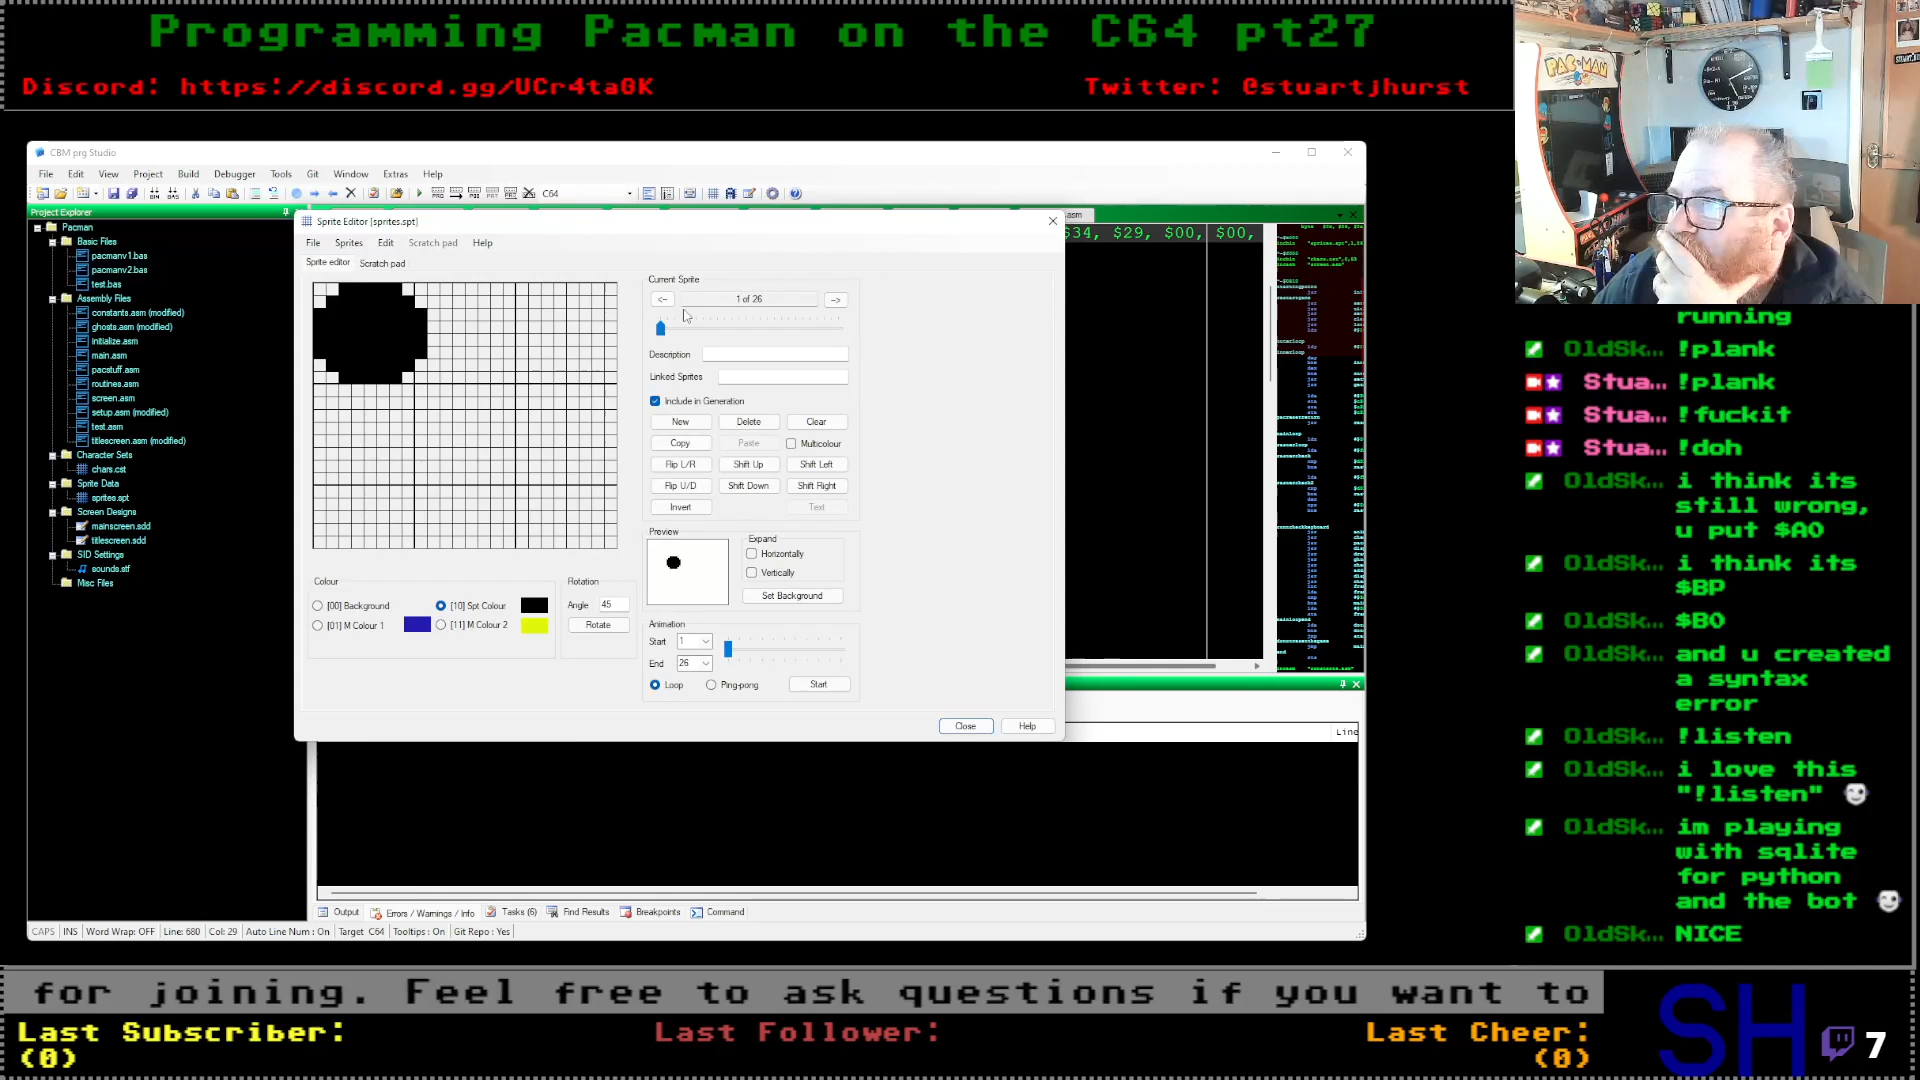 Programming Pacman on the C64 pt27
Discord: https://discord.gg/UCr4ta0K
Twitter: @stuartjhurst
PAC-MAN
CBM prg Studio
File Edit View Project Build Debugger Tools Git Window Extras Help
C64
Project Explorer
Pacman
Basic Files
pacmanv1.bas
pacmanv2.bas
test.bas
Assembly Files
constants.asm (modified)
ghosts.asm (modified)
initialize.asm
main.asm
pacstuff.asm
routines.asm
screen.asm
setup.asm (modified)
test.asm
titlescreen.asm (modified)
Character Sets
chars.cst
Sprite Data
sprites.spt
Screen Designs
mainscreen.sdd
titlescreen.sdd
SID Settings
sounds.stf
Misc Files
Sprite Editor [sprites.spt]
File Sprites Edit Scratch pad Help
Sprite editor Scratch pad
Current Sprite
<- 1 of 26 ->
Description
Linked Sprites
Include in Generation
New Delete Clear
Copy Paste Multicolour
Flip L/R Shift Up Shift Left
Flip U/D Shift Down Shift Right
Invert Text
Preview
Expand
Horizontally
Vertically
Set Background
Colour
[00] Background [10] Spt Colour
[01] M Colour 1 [11] M Colour 2
Rotation
Angle 45
Rotate
Animation
Start 1
End 26
Loop Ping-pong Start
Close Help
asm
$34, $29, $00, $00,
Line
Output Errors / Warnings / Info Tasks (6) Find Results Breakpoints Command
CAPS INS Word Wrap: OFF Line: 680 Col: 29 Auto Line Num : On Target C64 Tooltips : On Git Repo : Yes
running
OldSk... !plank
Stua... !plank
Stua... !fuckit
Stua... !doh
OldSk... i think its
still wrong,
u put $A0
OldSk... i think its
$BP
OldSk... $B0
OldSk... and u created
a syntax
error
OldSk... !listen
OldSk... i love this
"!listen"
OldSk... im playing
with sqlite
for python
and the bot
OldSk... NICE
for joining. Feel free to ask questions if you want to
Last Subscriber:
(0)
Last Follower:
Last Cheer:
(0)
SH
7